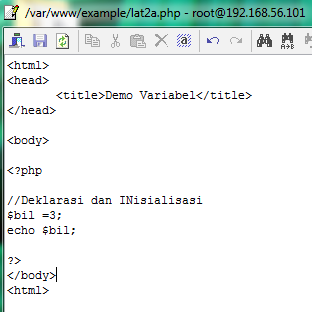 /var/www/example/lat2a.php - root@192.168.56.101
<html>
<head>
<title>Demo Variabel</title>
</head>
<body>
<?php
//Deklarasi dan INisialisasi
$bil =3;
echo $bil;
?>
</body>
<html>